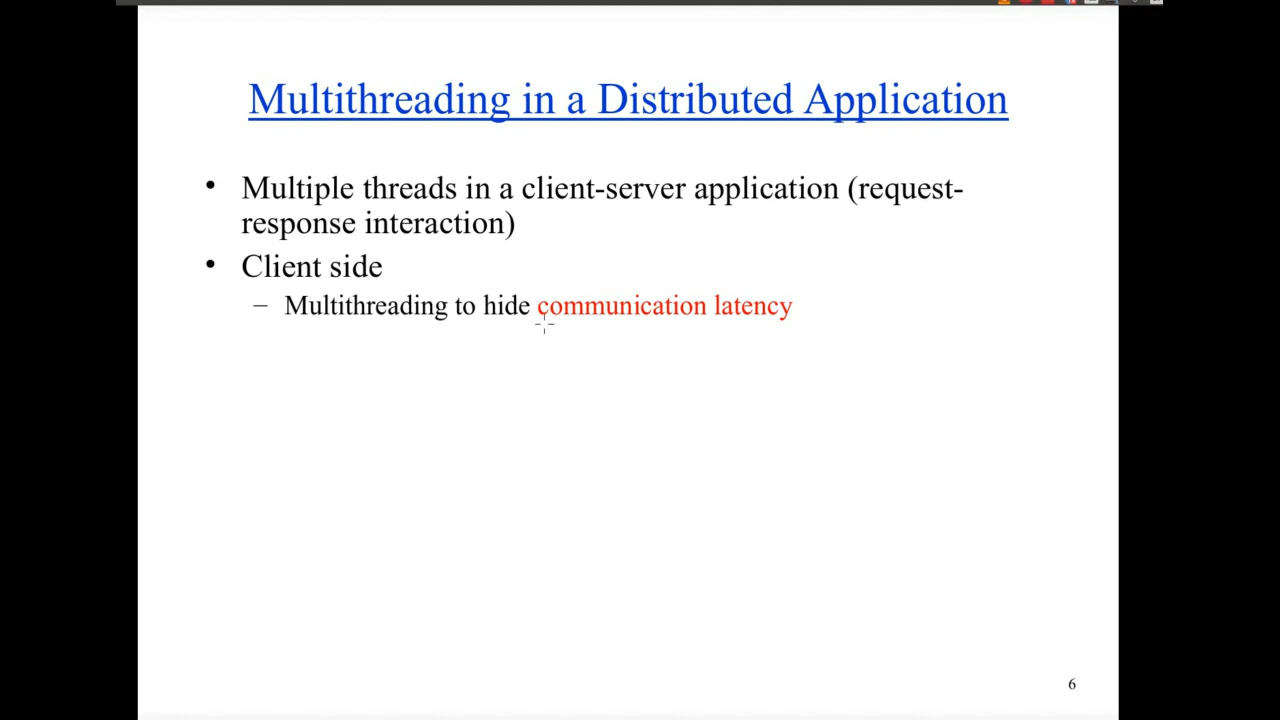 Multithreading in a Distributed Application
• Multiple threads in a client-server application (request-
response interaction)
• Client side
– Multithreading to hide communication latency
6